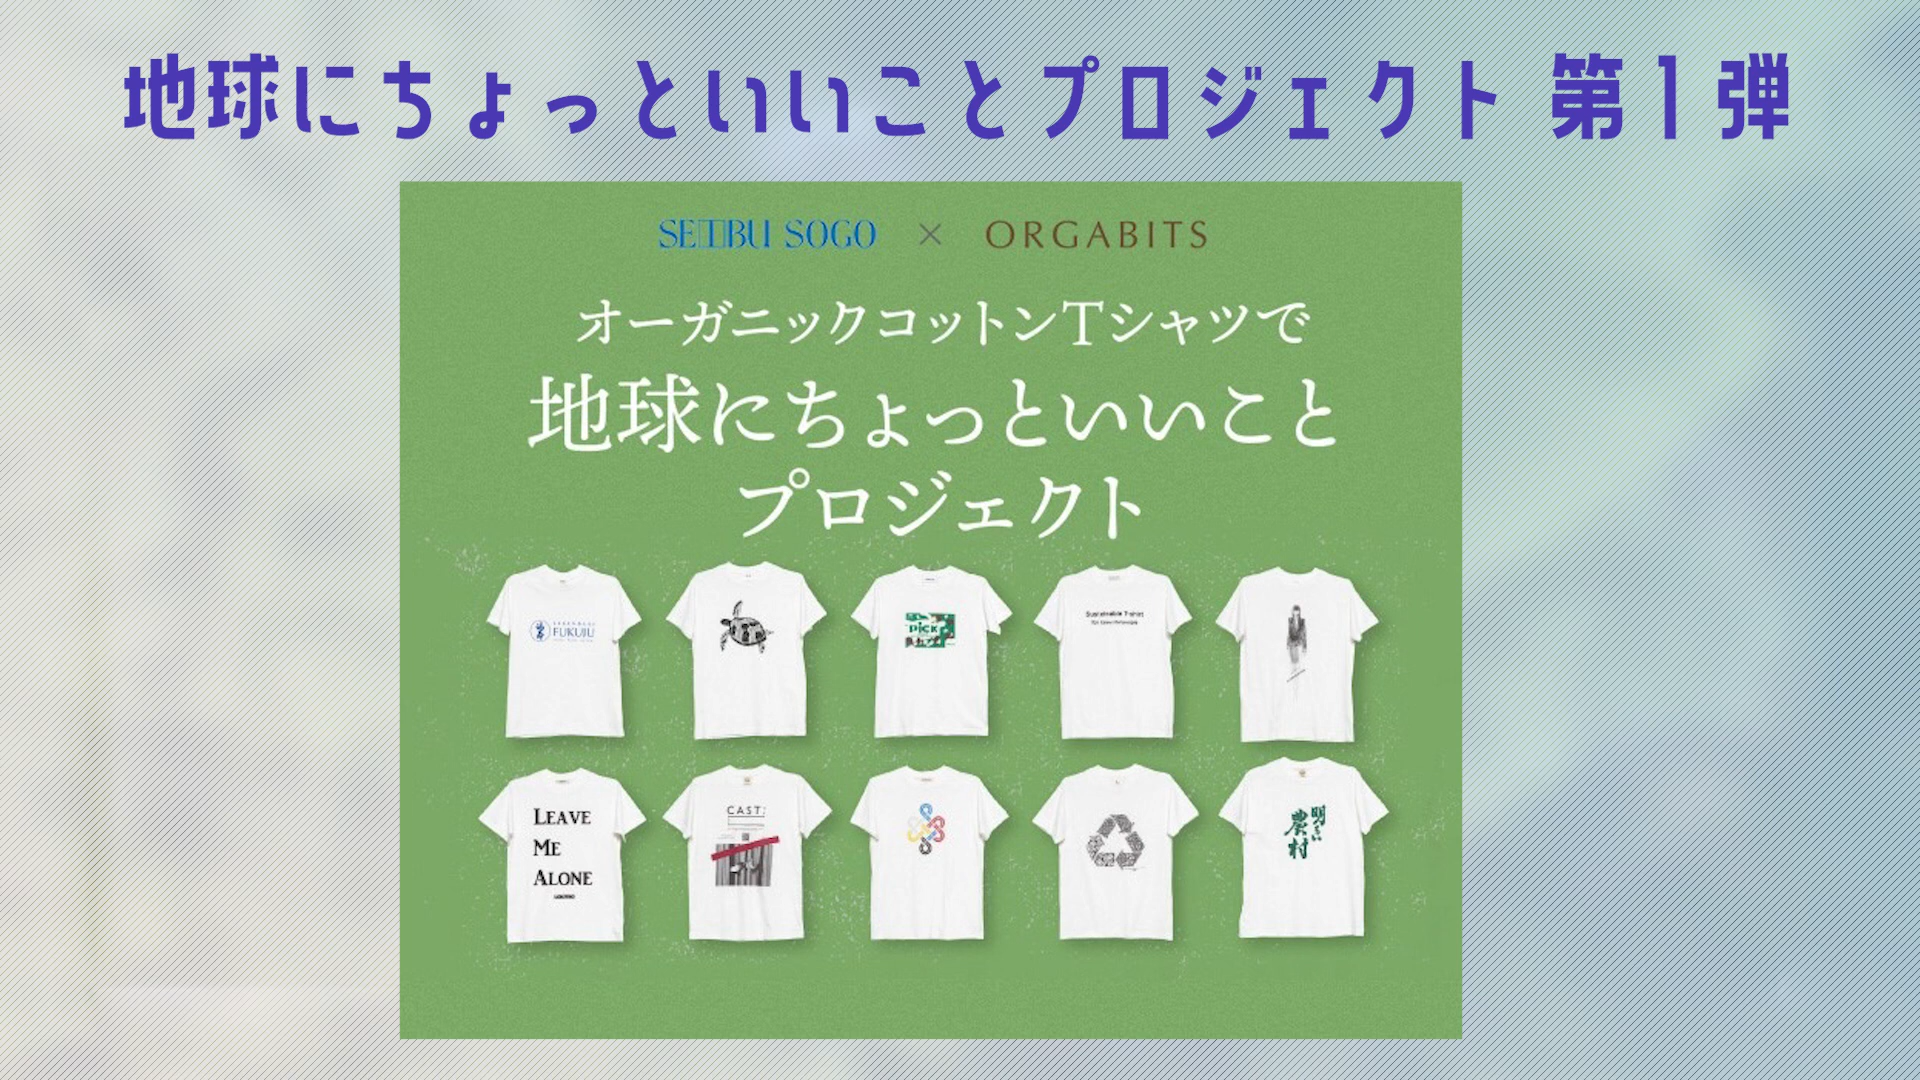 地球にちょっといいことプロジェクト 第1弾
SEIBU SOGO × ORGABITS
オーガニックコットンTシャツで
地球にちょっといいこと
プロジェクト
FUKUJU
PICK
Sustainable T-shirt
LEAVE
ME
ALONE
CAST:
明るい
農村